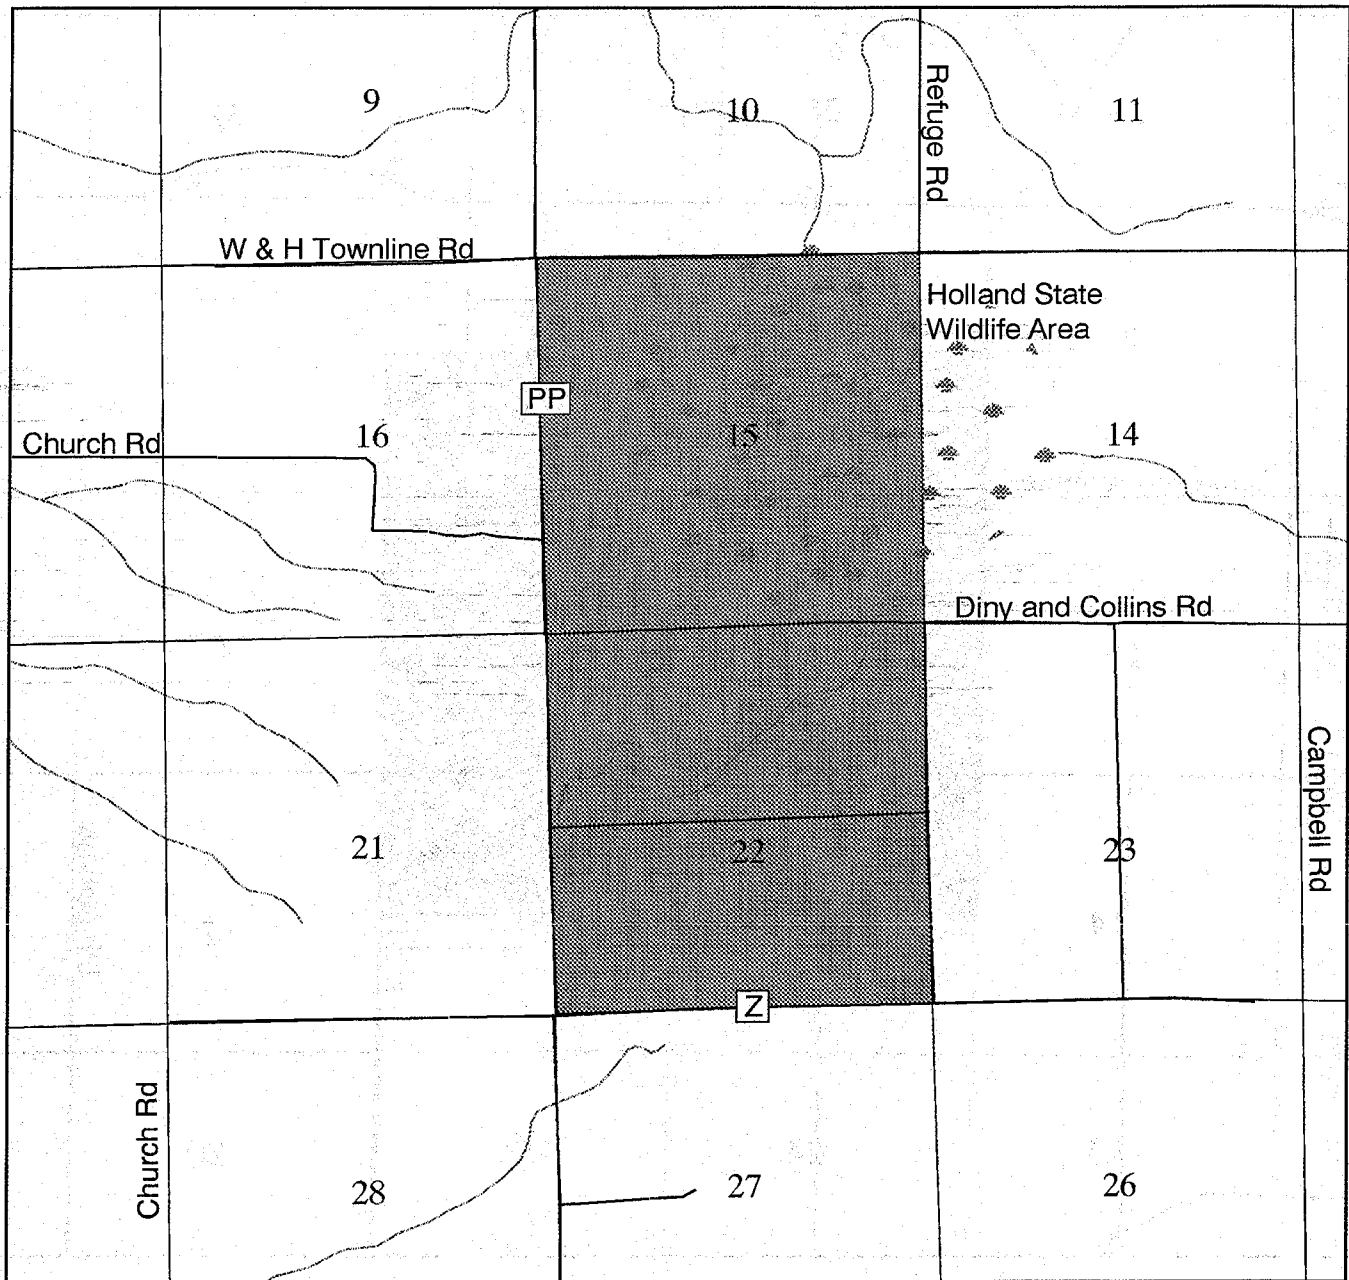 9
10
11
Refuge Rd
W & H Townline Rd
Holland State
Wildlife Area
PP
Church Rd
16
15
14
Diny and Collins Rd
Campbell Rd
21
22
23
Z
Church Rd
28
27
26